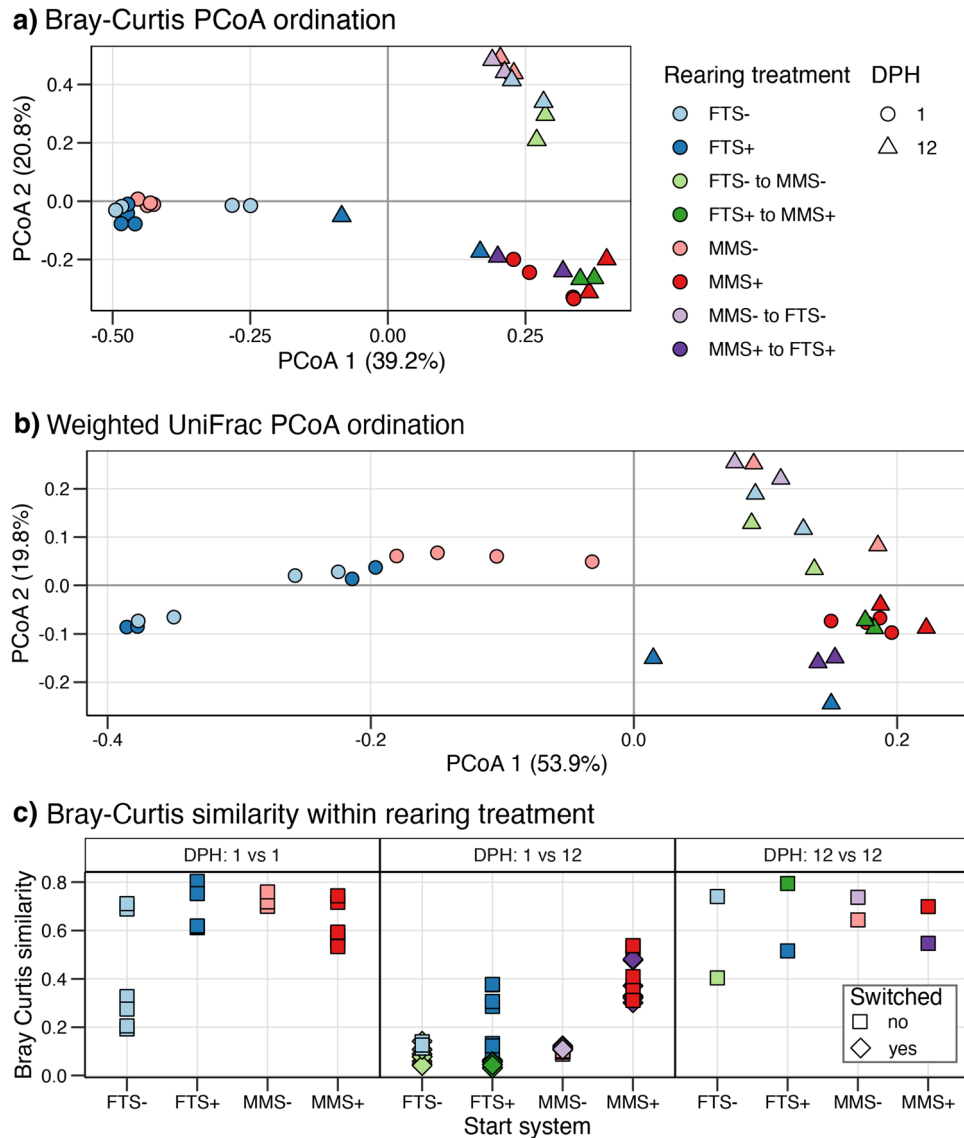 a) Bray-Curtis PCoA ordination
0.4
0.2
0.0
-0.2
PCoA 2 (20.8%)
-0.50
-0.25
0.00
0.25
PCoA 1 (39.2%)
Rearing treatment
FTS-
FTS+
FTS- to MMS-
FTS+ to MMS+
MMS-
MMS+
MMS- to FTS-
MMS+ to FTS+
DPH
1
12
b) Weighted UniFrac PCoA ordination
0.2
0.1
0.0
-0.1
-0.2
PCoA 2 (19.8%)
-0.4
-0.2
0.0
0.2
PCoA 1 (53.9%)
c) Bray-Curtis similarity within rearing treatment
DPH: 1 vs 1
DPH: 1 vs 12
DPH: 12 vs 12
0.8
0.6
0.4
0.2
0.0
Bray Curtis similarity
Switched
no
yes
FTS- FTS+ MMS- MMS+
FTS- FTS+ MMS- MMS+
FTS- FTS+ MMS- MMS+
Start system